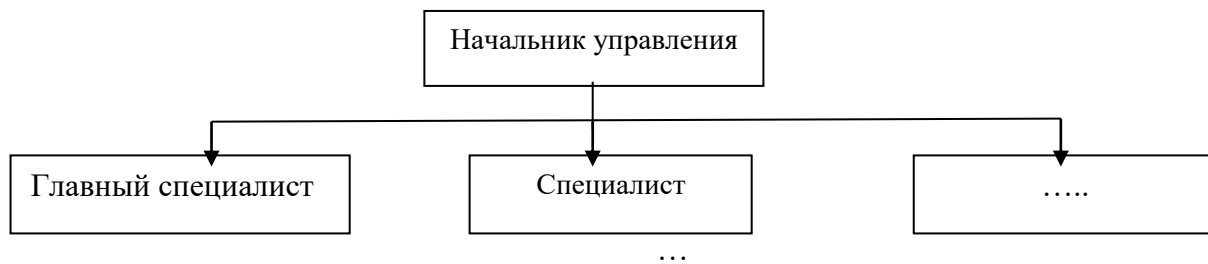 Начальник управления
Главный специалист
Специалист
…..
…